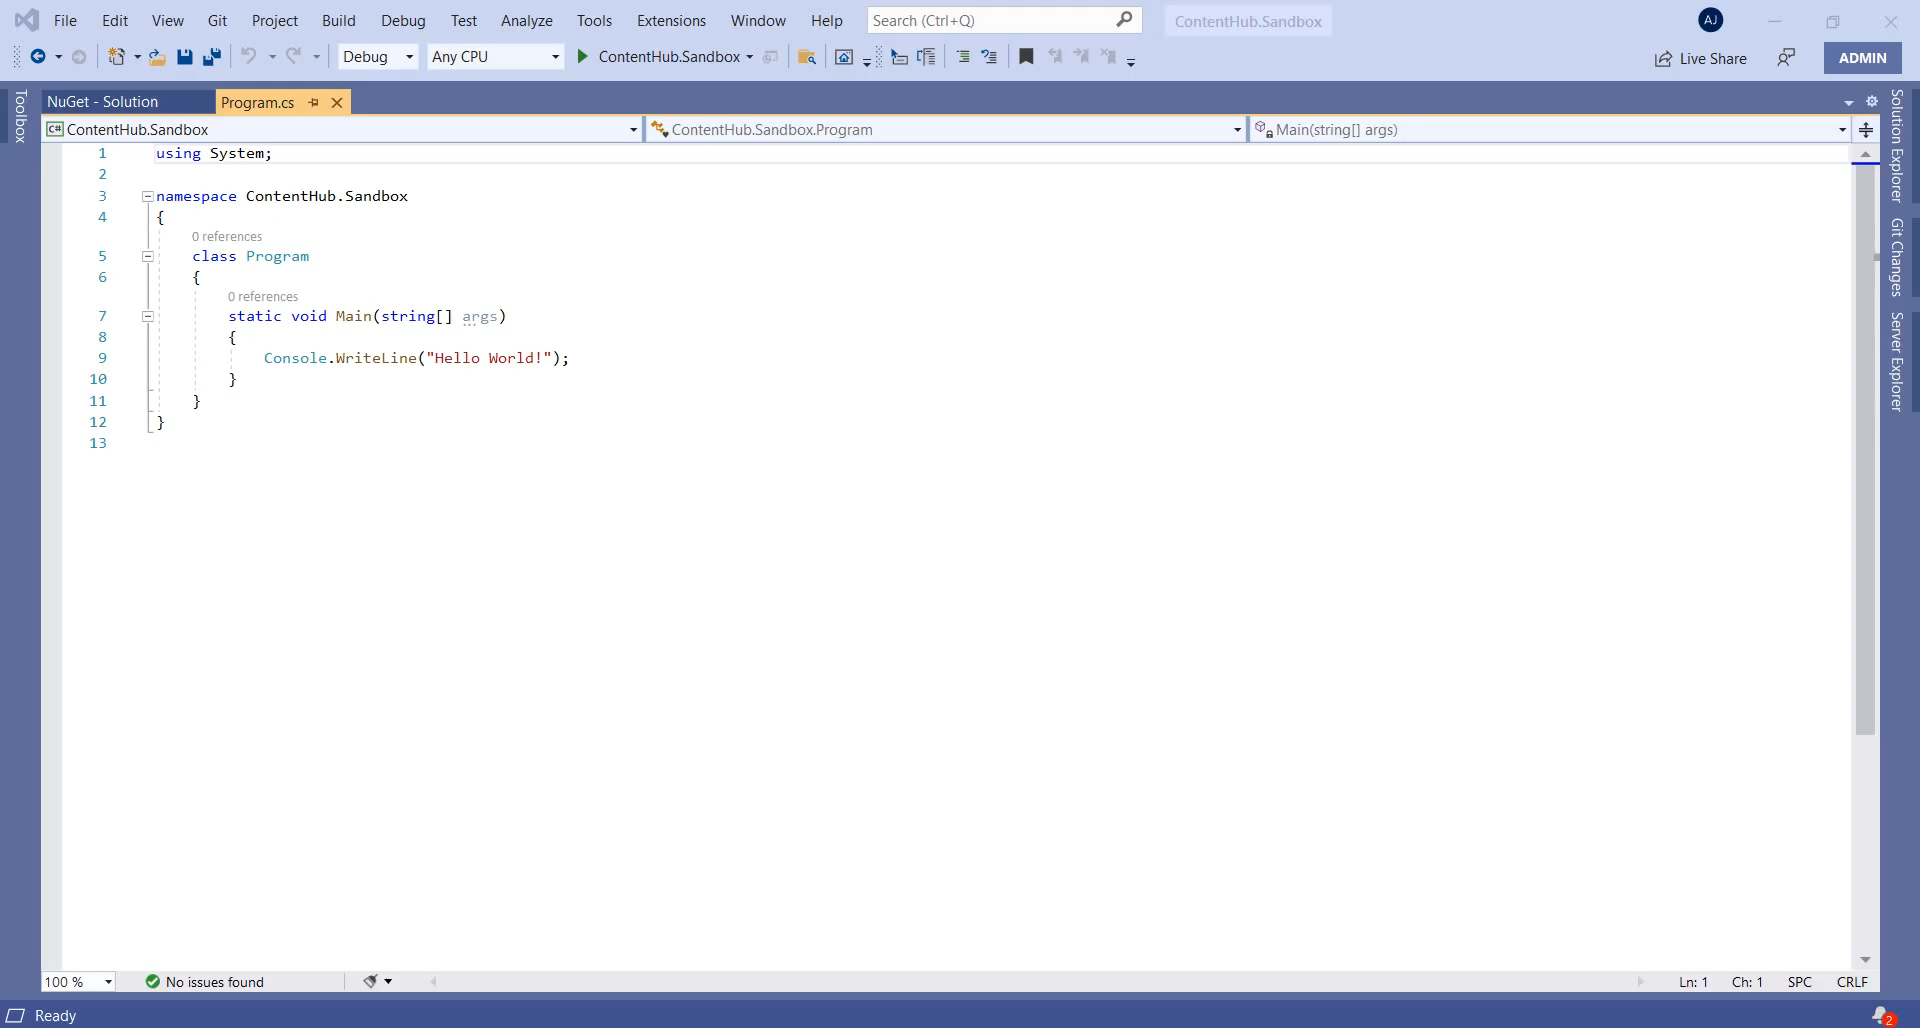 File Edit View Git Project Build Debug Test Analyze Tools Extensions Window Help Search (Ctrl+Q) ContentHub.Sandbox AJ
Debug Any CPU ContentHub.Sandbox Live Share ADMIN
Toolbox
NuGet - Solution Program.cs
C# ContentHub.Sandbox ContentHub.Sandbox.Program Main(string[] args)
1 using System;
2
3 namespace ContentHub.Sandbox
4 {
0 references
5 class Program
6 {
0 references
7 static void Main(string[] args)
8 {
9 Console.WriteLine("Hello World!");
10 }
11 }
12 }
13
Solution Explorer
Git Changes
Server Explorer
100 % No issues found Ln: 1 Ch: 1 SPC CRLF
Ready 2